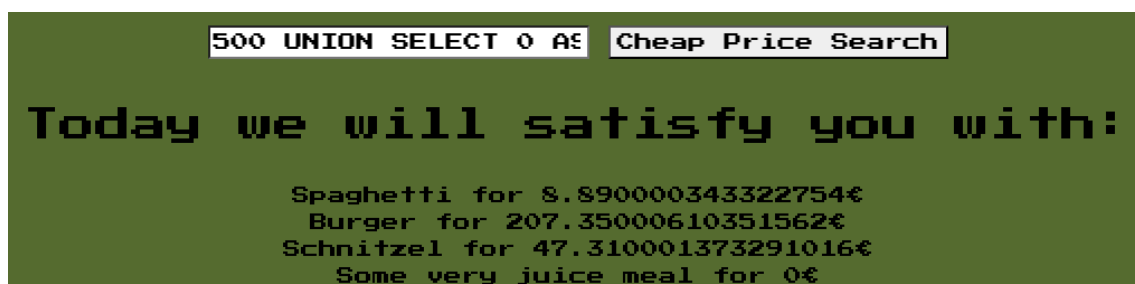 500 UNION SELECT 0 AS Cheap Price Search
Today we will satisfy you with:
Spaghetti for 8.890000343322754€
Burger for 207.35000610351562€
Schnitzel for 47.310001373291016€
Some very juice meal for 0€